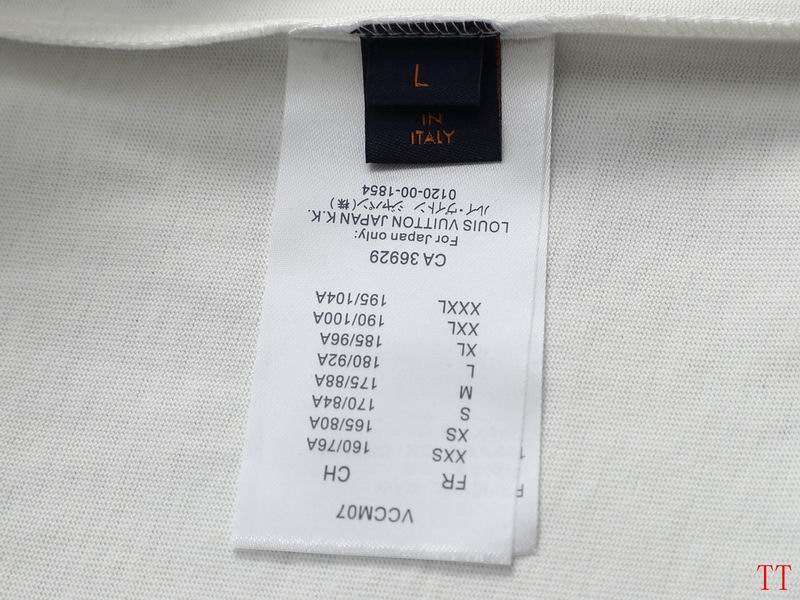 L
IN
ITALY
VCCM07
FR CH
XXS 160/76A
XS 165/80A
S 170/84A
M 175/88A
L 180/92A
XL 185/96A
XXL 190/100A
XXXL 195/104A
CA 36929
For Japan only:
LOUIS VUITTON JAPAN K.K.
ルイ・ヴィトン ジャパン(株)
0120-00-1854
TT